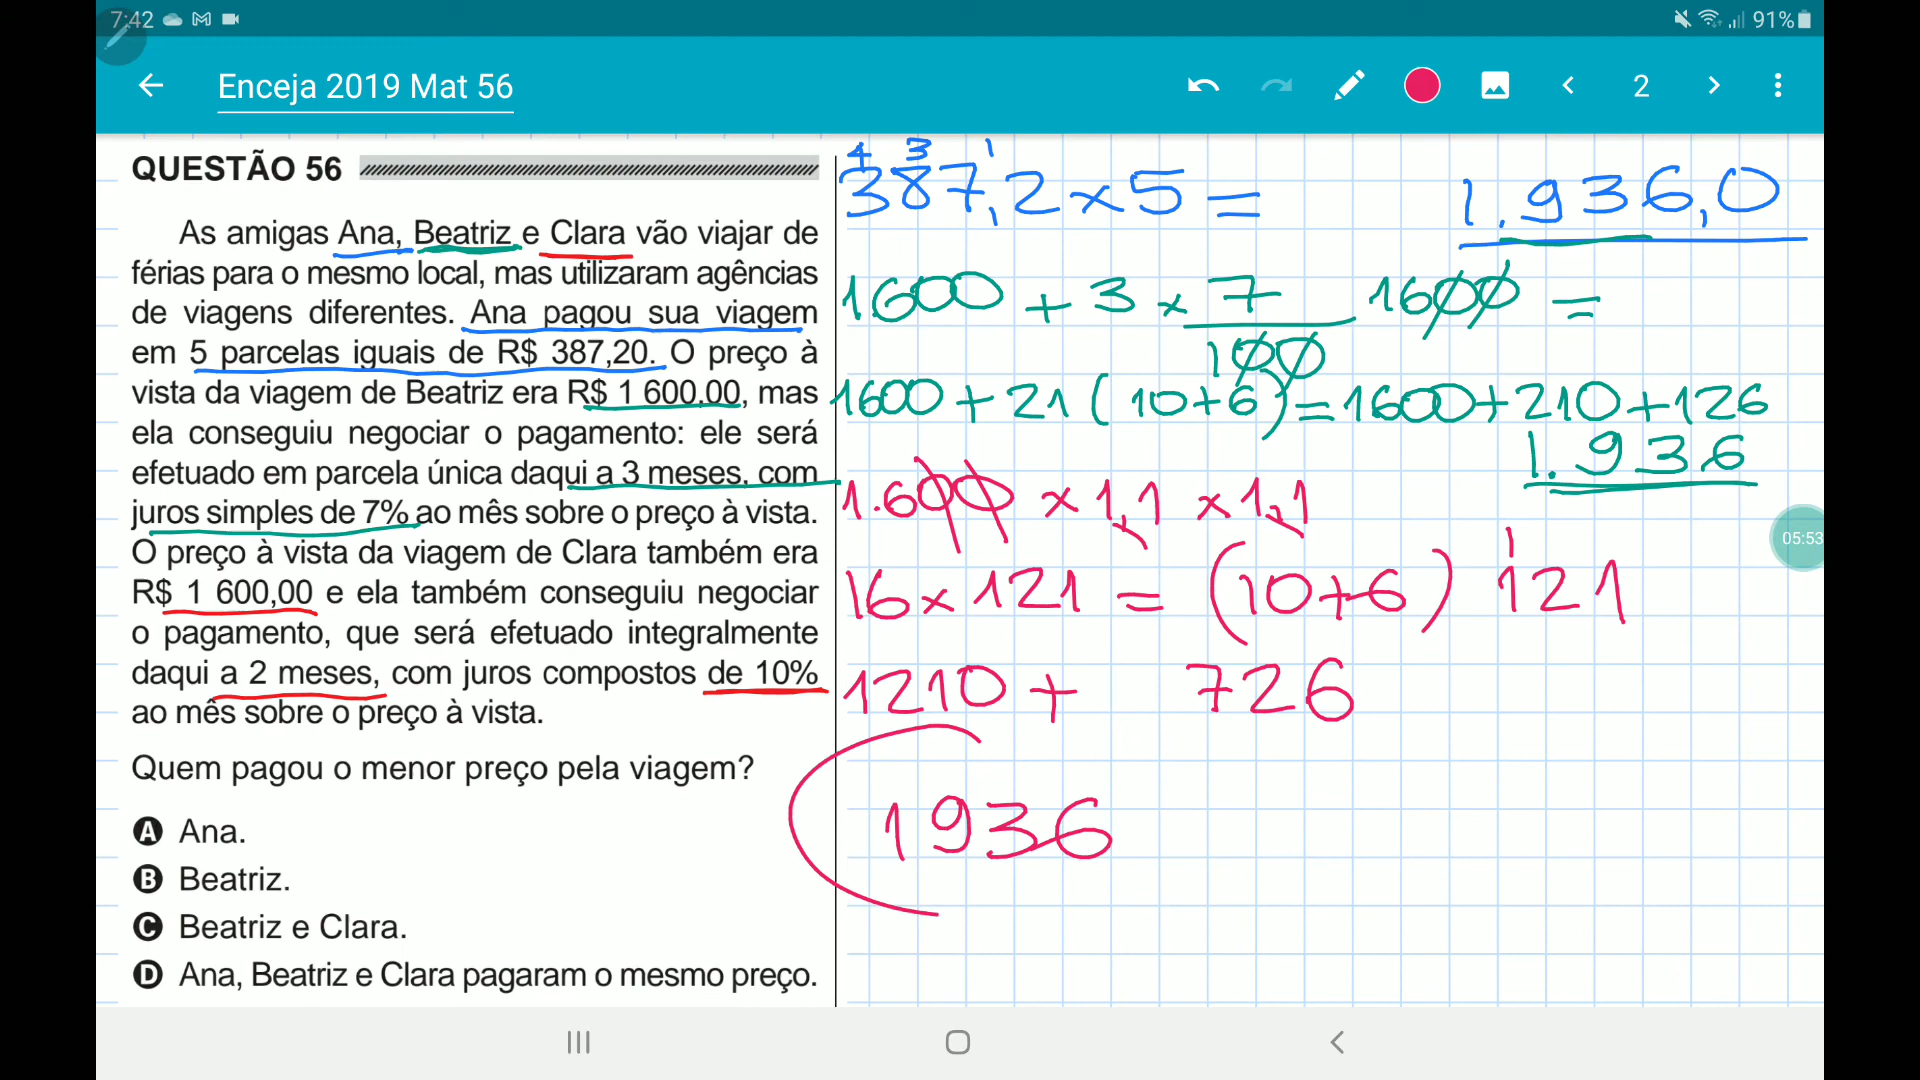 7:42
91%
Enceja 2019 Mat 56
2
QUESTÃO 56
As amigas Ana, Beatriz e Clara vão viajar de
férias para o mesmo local, mas utilizaram agências
de viagens diferentes. Ana pagou sua viagem
em 5 parcelas iguais de R$ 387,20. O preço à
vista da viagem de Beatriz era R$ 1 600,00, mas
ela conseguiu negociar o pagamento: ele será
efetuado em parcela única daqui a 3 meses, com
juros simples de 7% ao mês sobre o preço à vista.
O preço à vista da viagem de Clara também era
R$ 1 600,00 e ela também conseguiu negociar
o pagamento, que será efetuado integralmente
daqui a 2 meses, com juros compostos de 10%
ao mês sobre o preço à vista.
Quem pagou o menor preço pela viagem?
A Ana.
B Beatriz.
C Beatriz e Clara.
D Ana, Beatriz e Clara pagaram o mesmo preço.
4 3 1
387,2 x 5 = 1.936,0
1600 + 3 x 7 1600 =
100
1600 + 21 (10+6) = 1600 + 210 + 126
1.936
1.600 x 1,1 x 1,1
1
16 x 121 = (10+6) 121
1210 + 726
1936
05:53